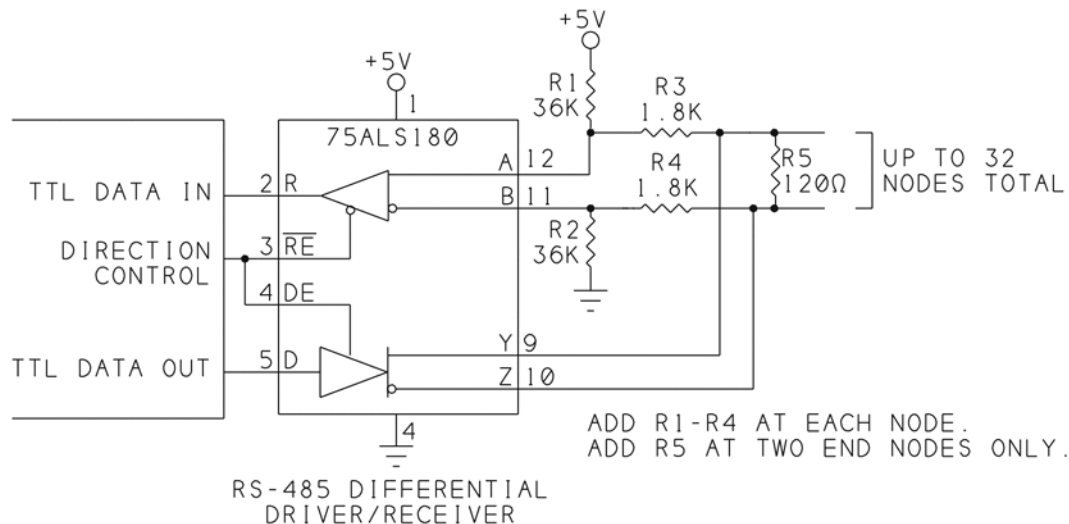 +5V
+5V
1
R1
36K
R3
1.8K
75ALS180
A 12
R4
1.8K
R5
120Ω
UP TO 32
NODES TOTAL
TTL DATA IN
2 R
B 11
R2
36K
DIRECTION
CONTROL
3 RE
4 DE
Y 9
TTL DATA OUT
5 D
Z 10
4
ADD R1-R4 AT EACH NODE.
ADD R5 AT TWO END NODES ONLY.
RS-485 DIFFERENTIAL
DRIVER/RECEIVER